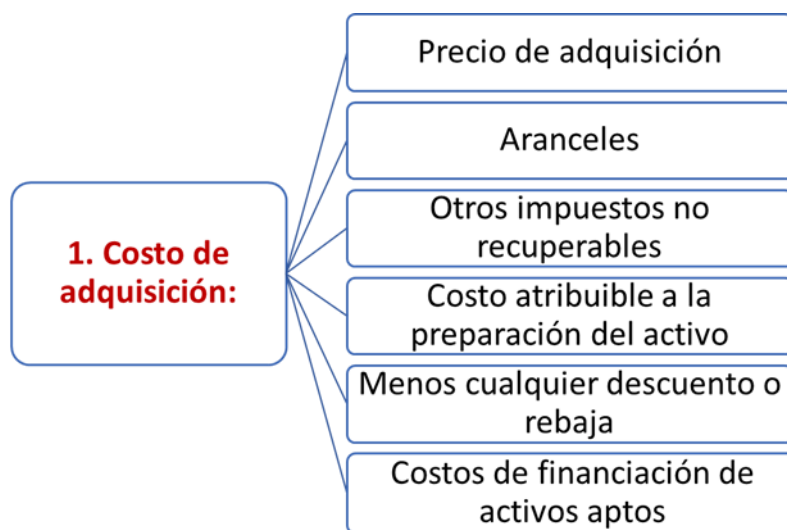 1. Costo de
adquisición:
Precio de adquisición
Aranceles
Otros impuestos no
recuperables
Costo atribuible a la
preparación del activo
Menos cualquier descuento o
rebaja
Costos de financiación de
activos aptos